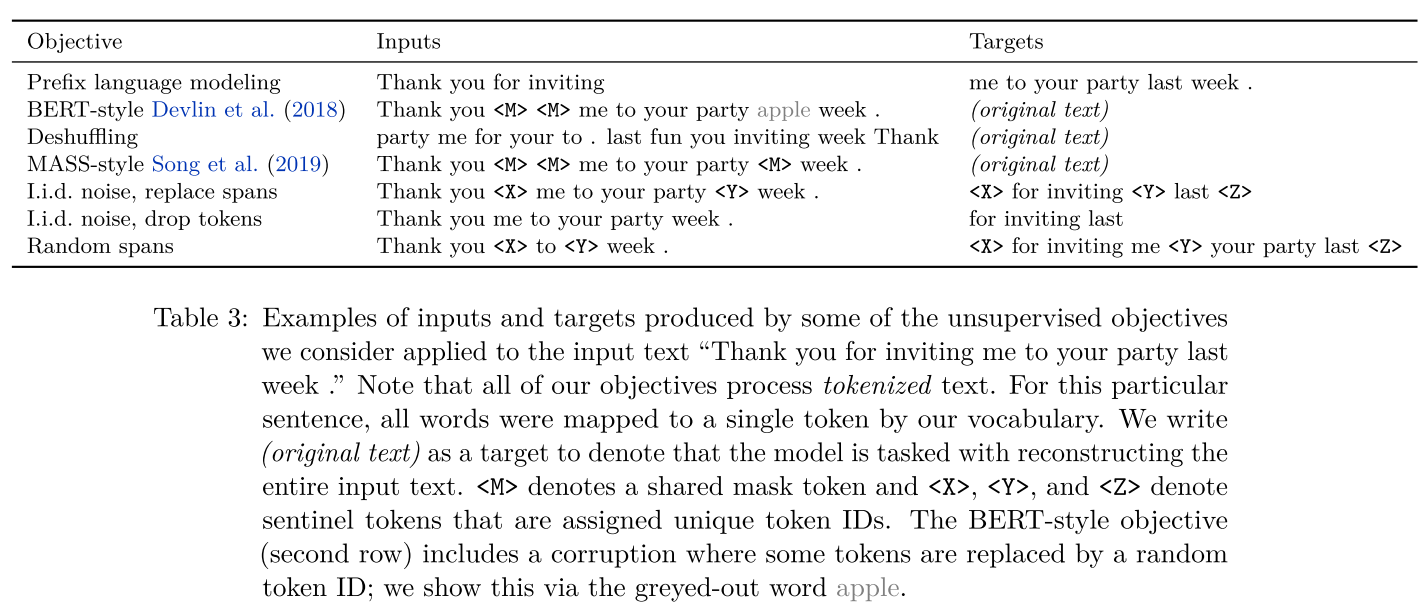 Objective Inputs Targets
Prefix language modeling Thank you for inviting me to your party last week .
BERT-style Devlin et al. (2018) Thank you <M> <M> me to your party apple week . (original text)
Deshuffling party me for your to . last fun you inviting week Thank (original text)
MASS-style Song et al. (2019) Thank you <M> <M> me to your party <M> week . (original text)
I.i.d. noise, replace spans Thank you <X> me to your party <Y> week . <X> for inviting <Y> last <Z>
I.i.d. noise, drop tokens Thank you me to your party week . for inviting last
Random spans Thank you <X> to <Y> week . <X> for inviting me <Y> your party last <Z>
Table 3: Examples of inputs and targets produced by some of the unsupervised objectives
we consider applied to the input text “Thank you for inviting me to your party last
week .” Note that all of our objectives process tokenized text. For this particular
sentence, all words were mapped to a single token by our vocabulary. We write
(original text) as a target to denote that the model is tasked with reconstructing the
entire input text. <M> denotes a shared mask token and <X>, <Y>, and <Z> denote
sentinel tokens that are assigned unique token IDs. The BERT-style objective
(second row) includes a corruption where some tokens are replaced by a random
token ID; we show this via the greyed-out word apple.